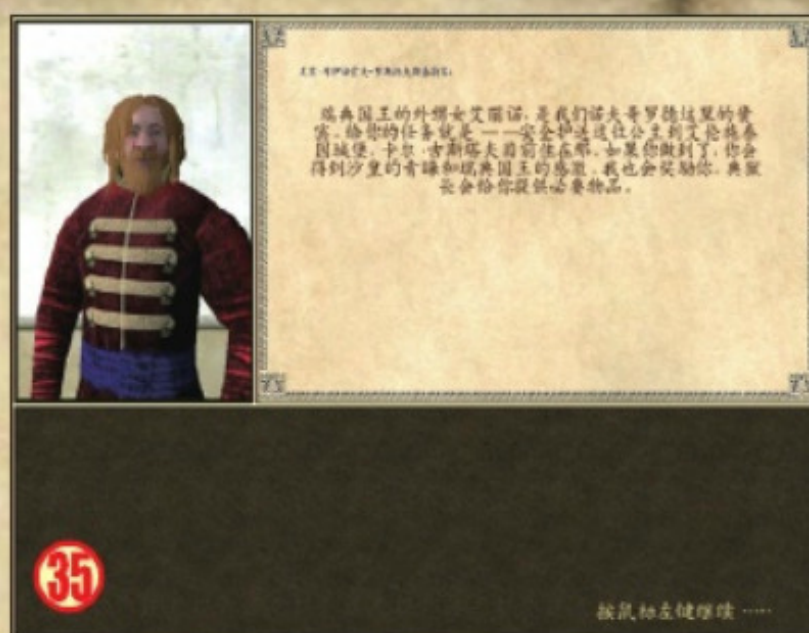 瑞典国王的外甥女艾丽诺,是我们诺夫哥罗德这里的贵
宾。给你的任务就是——安全护送这位公主到艾伦施泰
因城堡,卡尔·古斯塔夫目前住在那。如果你做到了,你会
得到沙皇的青睐和瑞典国王的感激,我也会奖励你。典狱
长会给你提供必要物品。
35
按鼠标左键继续……